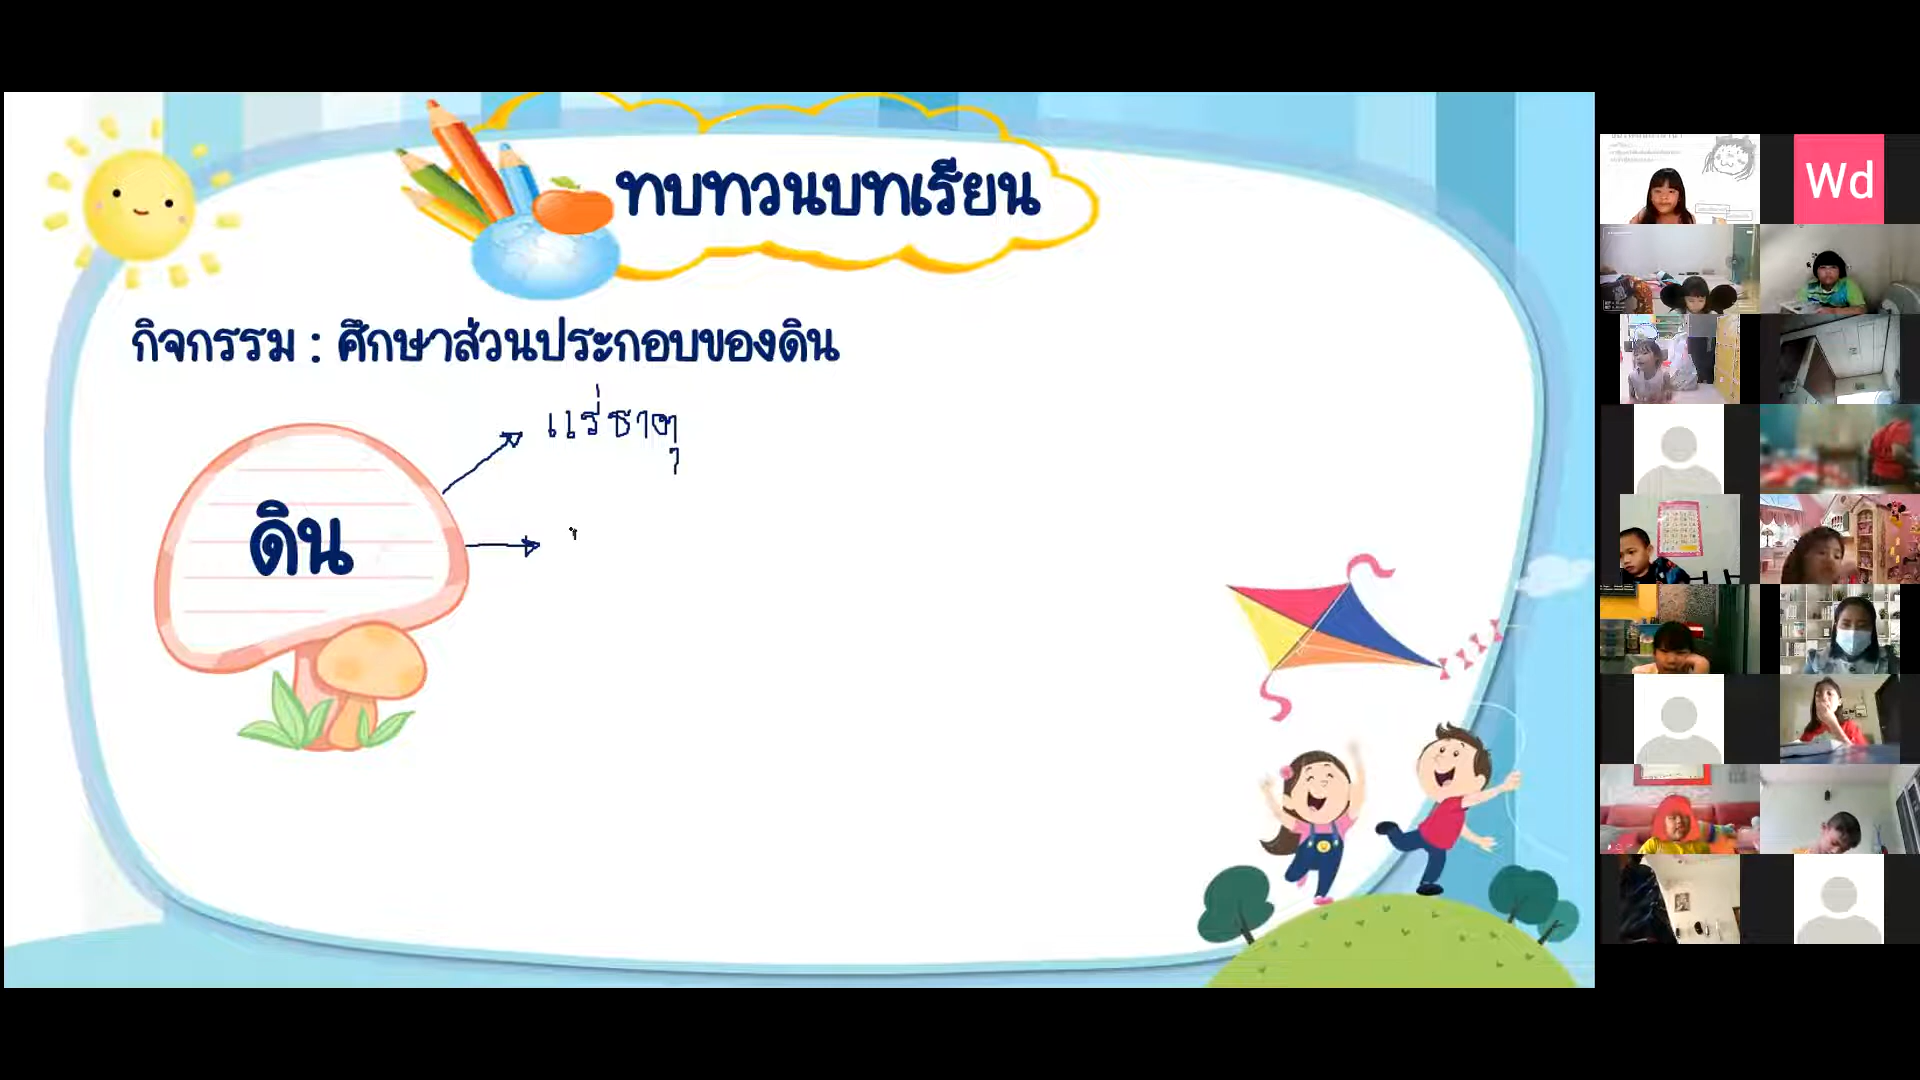 ทบทวนบทเรียน
กิจกรรม : ศึกษาส่วนประกอบของดิน
แร่ธาตุ
ดิน
Wd